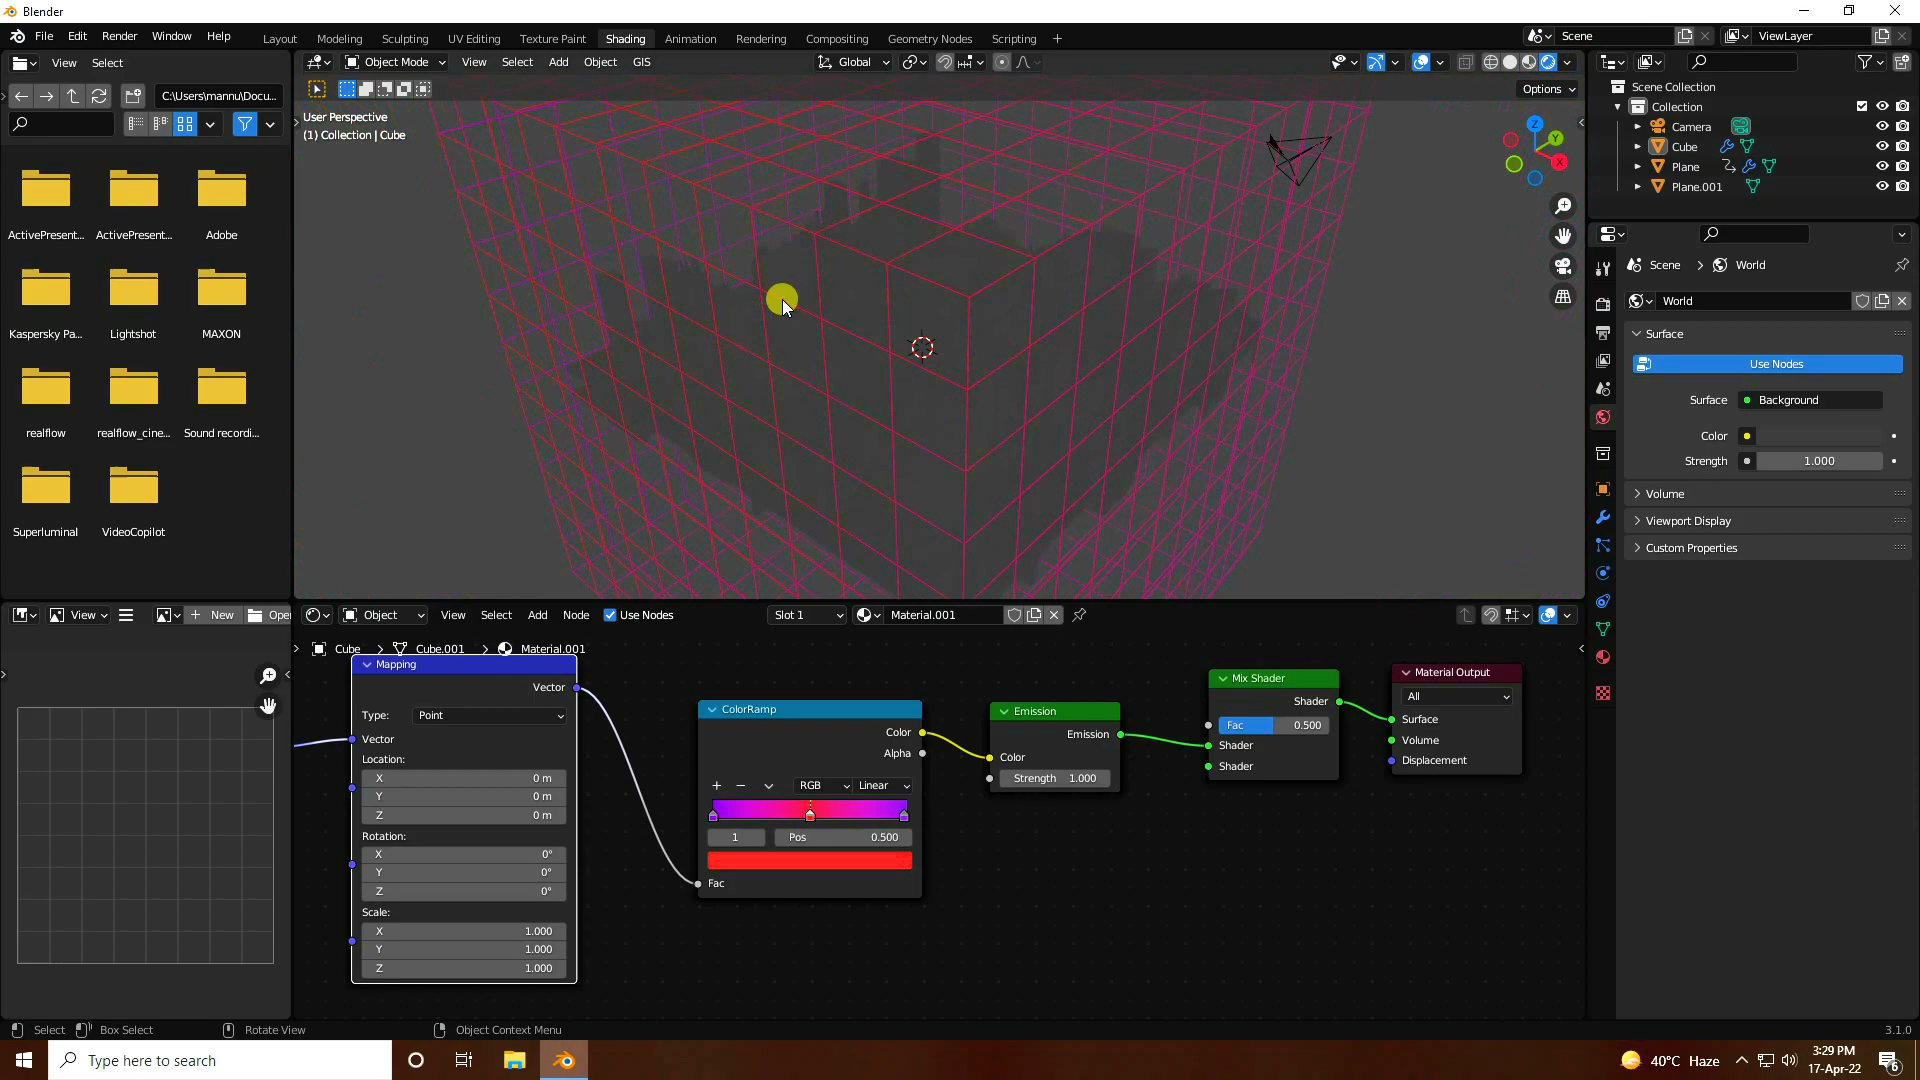 Blender
File Edit Render Window Help
Layout Modeling Sculpting UV Editing Texture Paint Shading Animation Rendering Compositing Geometry Nodes Scripting
Scene
ViewLayer
View Select
Object Mode View Select Add Object GIS
Global
C:\Users\mannu\Docu...
Options
User Perspective
(1) Collection | Cube
Z
Y
X
ActivePresent... ActivePresent... Adobe
Kaspersky Pa... Lightshot MAXON
realflow realflow_cine... Sound recordi...
Superluminal VideoCopilot
Scene Collection
Collection
Camera
Cube
Plane
Plane.001
Scene > World
World
Surface
Use Nodes
Surface Background
Color
Strength 1.000
Volume
Viewport Display
Custom Properties
View New Oper
Object View Select Add Node Use Nodes Slot 1 Material.001
Cube > Cube.001 > Material.001
Mapping
Vector
Type: Point
Vector
Location:
X 0 m
Y 0 m
Z 0 m
Rotation:
X 0°
Y 0°
Z 0°
Scale:
X 1.000
Y 1.000
Z 1.000
ColorRamp
Color
Alpha
RGB Linear
1 Pos 0.500
Fac
Emission
Emission
Color
Strength 1.000
Mix Shader
Shader
Fac 0.500
Shader
Shader
Material Output
All
Surface
Volume
Displacement
Select Box Select Rotate View Object Context Menu 3.1.0
Type here to search
40°C Haze
3:29 PM
17-Apr-22
6